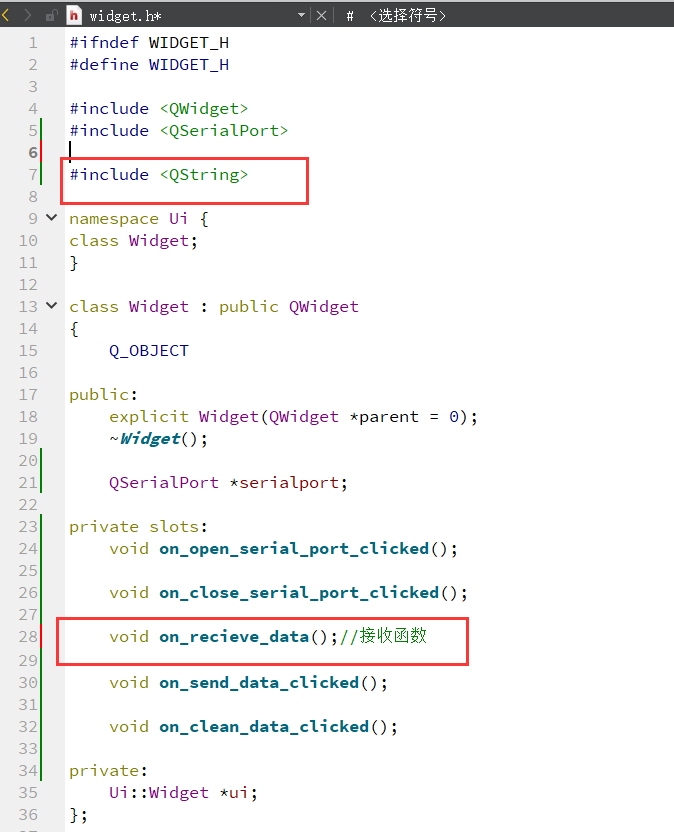 widget.h* # <选择符号>
1 #ifndef WIDGET_H
2 #define WIDGET_H
3
4 #include <QWidget>
5 #include <QSerialPort>
6
7 #include <QString>
8
9 namespace Ui {
10 class Widget;
11 }
12
13 class Widget : public QWidget
14 {
15 Q_OBJECT
16
17 public:
18 explicit Widget(QWidget *parent = 0);
19 ~Widget();
20
21 QSerialPort *serialport;
22
23 private slots:
24 void on_open_serial_port_clicked();
25
26 void on_close_serial_port_clicked();
27
28 void on_recieve_data();//接收函数
29
30 void on_send_data_clicked();
31
32 void on_clean_data_clicked();
33
34 private:
35 Ui::Widget *ui;
36 };